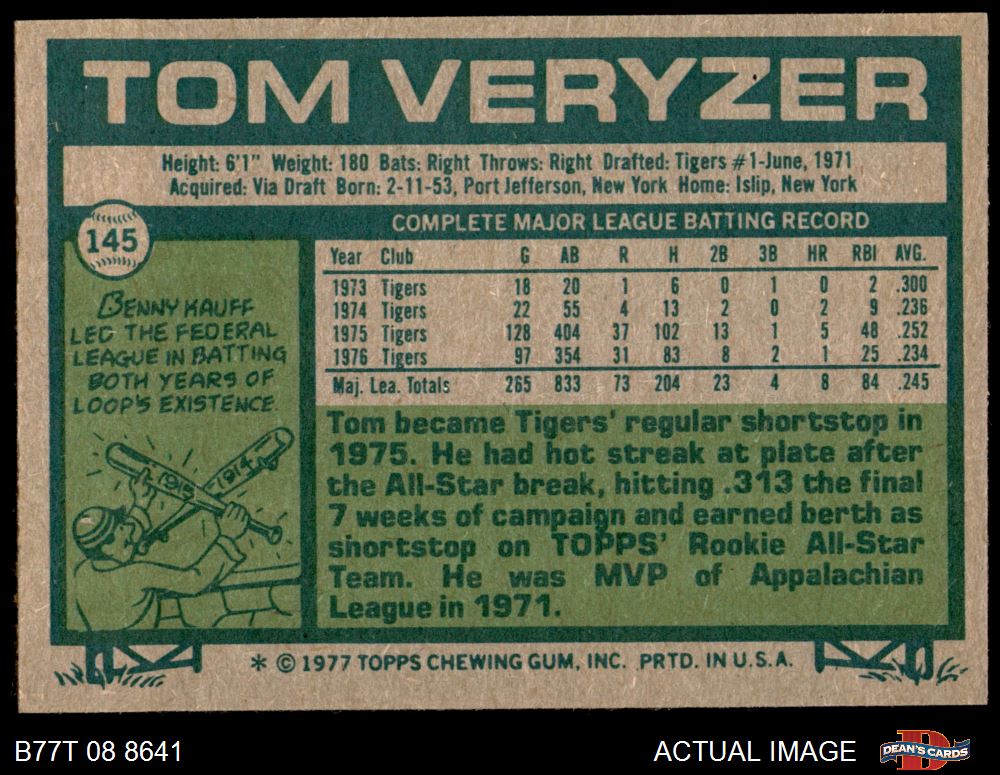 TOM VERYZER
Height: 6'1" Weight: 180 Bats: Right Throws: Right Drafted: Tigers #1-June, 1971
Acquired: Via Draft Born: 2-11-53, Port Jefferson, New York Home: Islip, New York
145
COMPLETE MAJOR LEAGUE BATTING RECORD
Year Club G AB R H 2B 3B HR RBI AVG.
1973 Tigers 18 20 1 6 0 1 0 2 .300
1974 Tigers 22 55 4 13 2 0 2 9 .236
1975 Tigers 128 404 37 102 13 1 5 48 .252
1976 Tigers 97 354 31 83 8 2 1 25 .234
Maj. Lea. Totals 265 833 73 204 23 4 8 84 .245
BENNY KAUFF
LED THE FEDERAL
LEAGUE IN BATTING
BOTH YEARS OF
LOOP'S EXISTENCE.
1915
1914
Tom became Tigers' regular shortstop in
1975. He had hot streak at plate after
the All-Star break, hitting .313 the final
7 weeks of campaign and earned berth as
shortstop on TOPPS' Rookie All-Star
Team. He was MVP of Appalachian
League in 1971.
* © 1977 TOPPS CHEWING GUM, INC. PRTD. IN U.S.A.
B77T 08 8641
ACTUAL IMAGE
D
DEAN'S CARDS